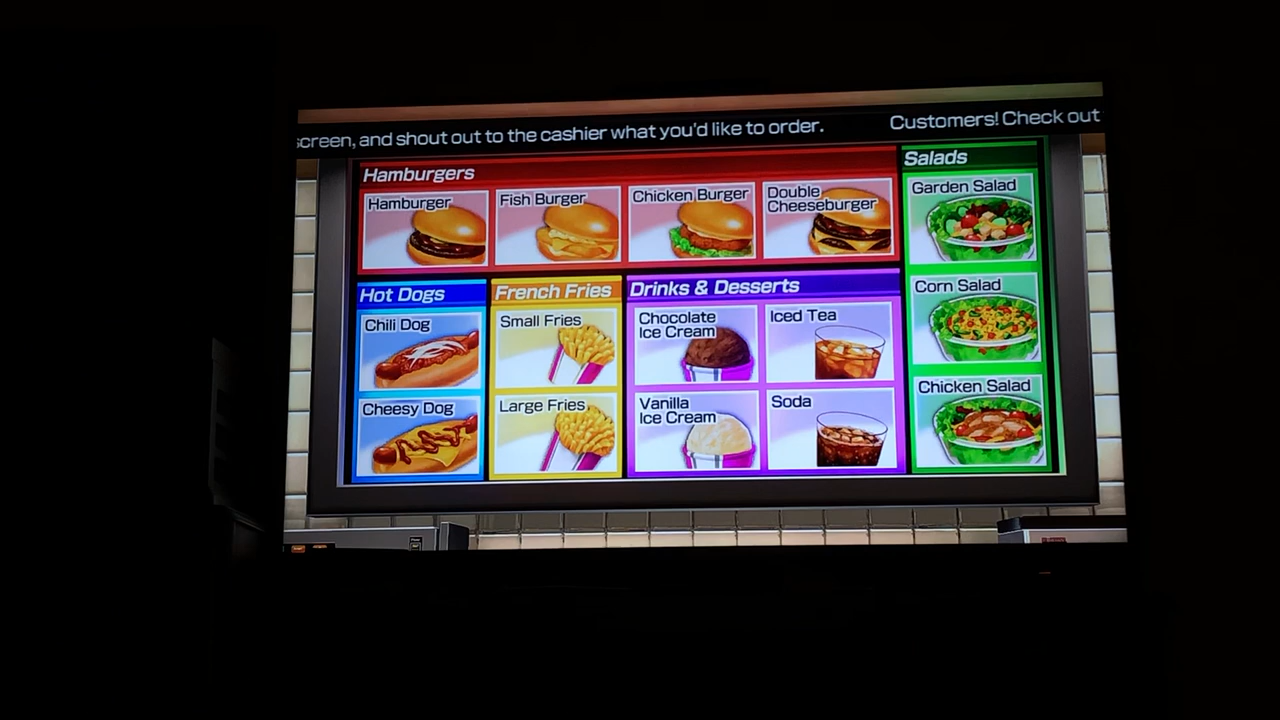 screen, and shout out to the cashier what you'd like to order. Customers! Check out
Hamburgers
Hamburger
Fish Burger
Chicken Burger
Double
Cheeseburger
Salads
Garden Salad
Corn Salad
Chicken Salad
Hot Dogs
Chili Dog
Cheesy Dog
French Fries
Small Fries
Large Fries
Drinks & Desserts
Chocolate
Ice Cream
Iced Tea
Vanilla
Ice Cream
Soda